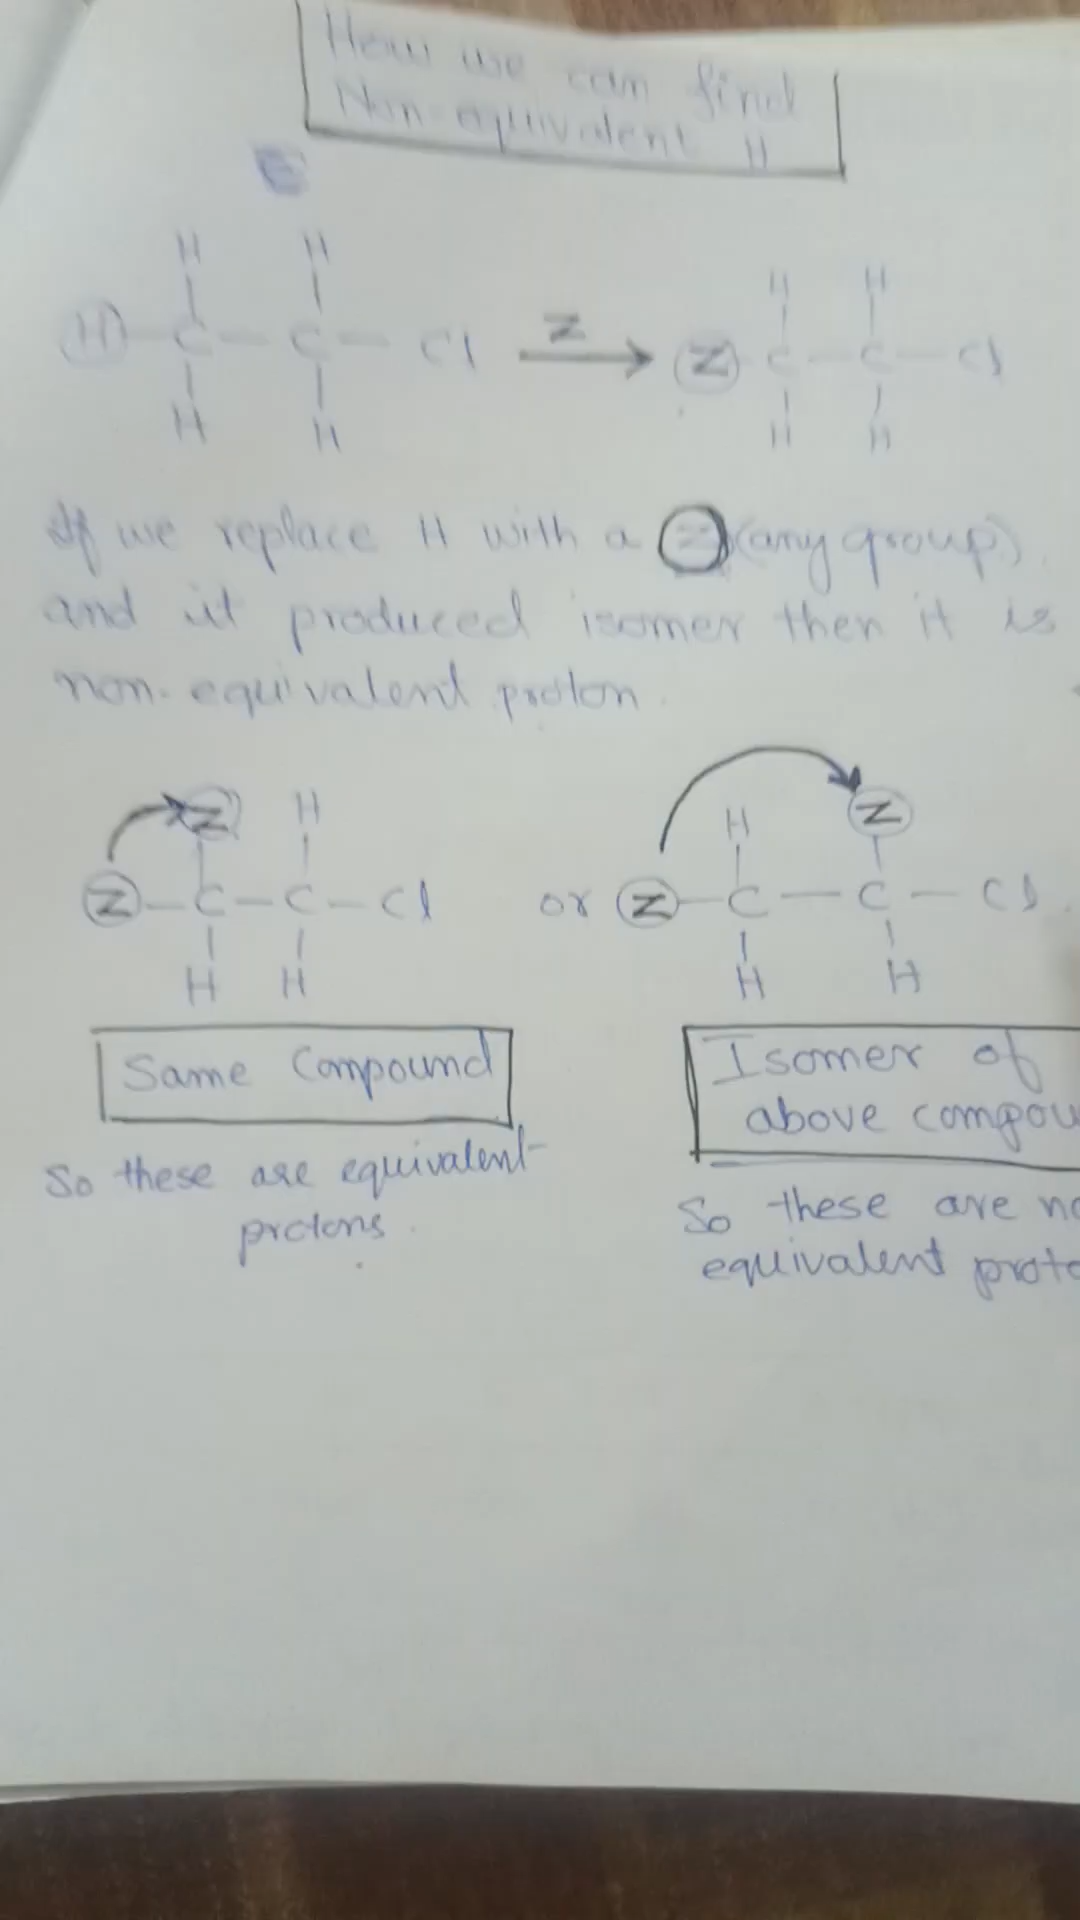 How we can find
Non-equivalent H
H H
H - C - C - Cl Z → Z C - C - Cl
H H
H H
If we replace H with a Z (any group)
and it produced isomer then it is
non-equivalent proton.
Z H
Z - C - C - Cl or Z - C - C - Cl
H H
H Z
H H
Same Compound
Isomer of
above compou
So these are equivalent
protons.
So these are no
equivalent proto